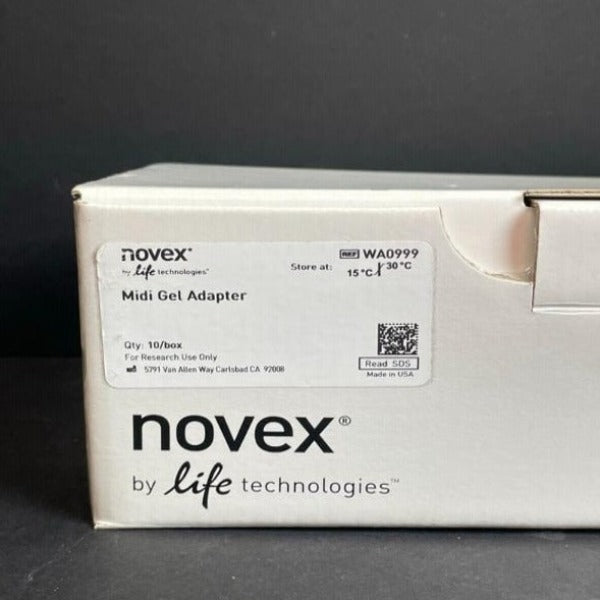 novex®
by life technologies™
REF WA0999
Store at: 15°C 30°C
Midi Gel Adapter
Qty: 10/box
For Research Use Only
5791 Van Allen Way Carlsbad CA 92008
Read SDS
Made in USA
novex®
by life technologies™